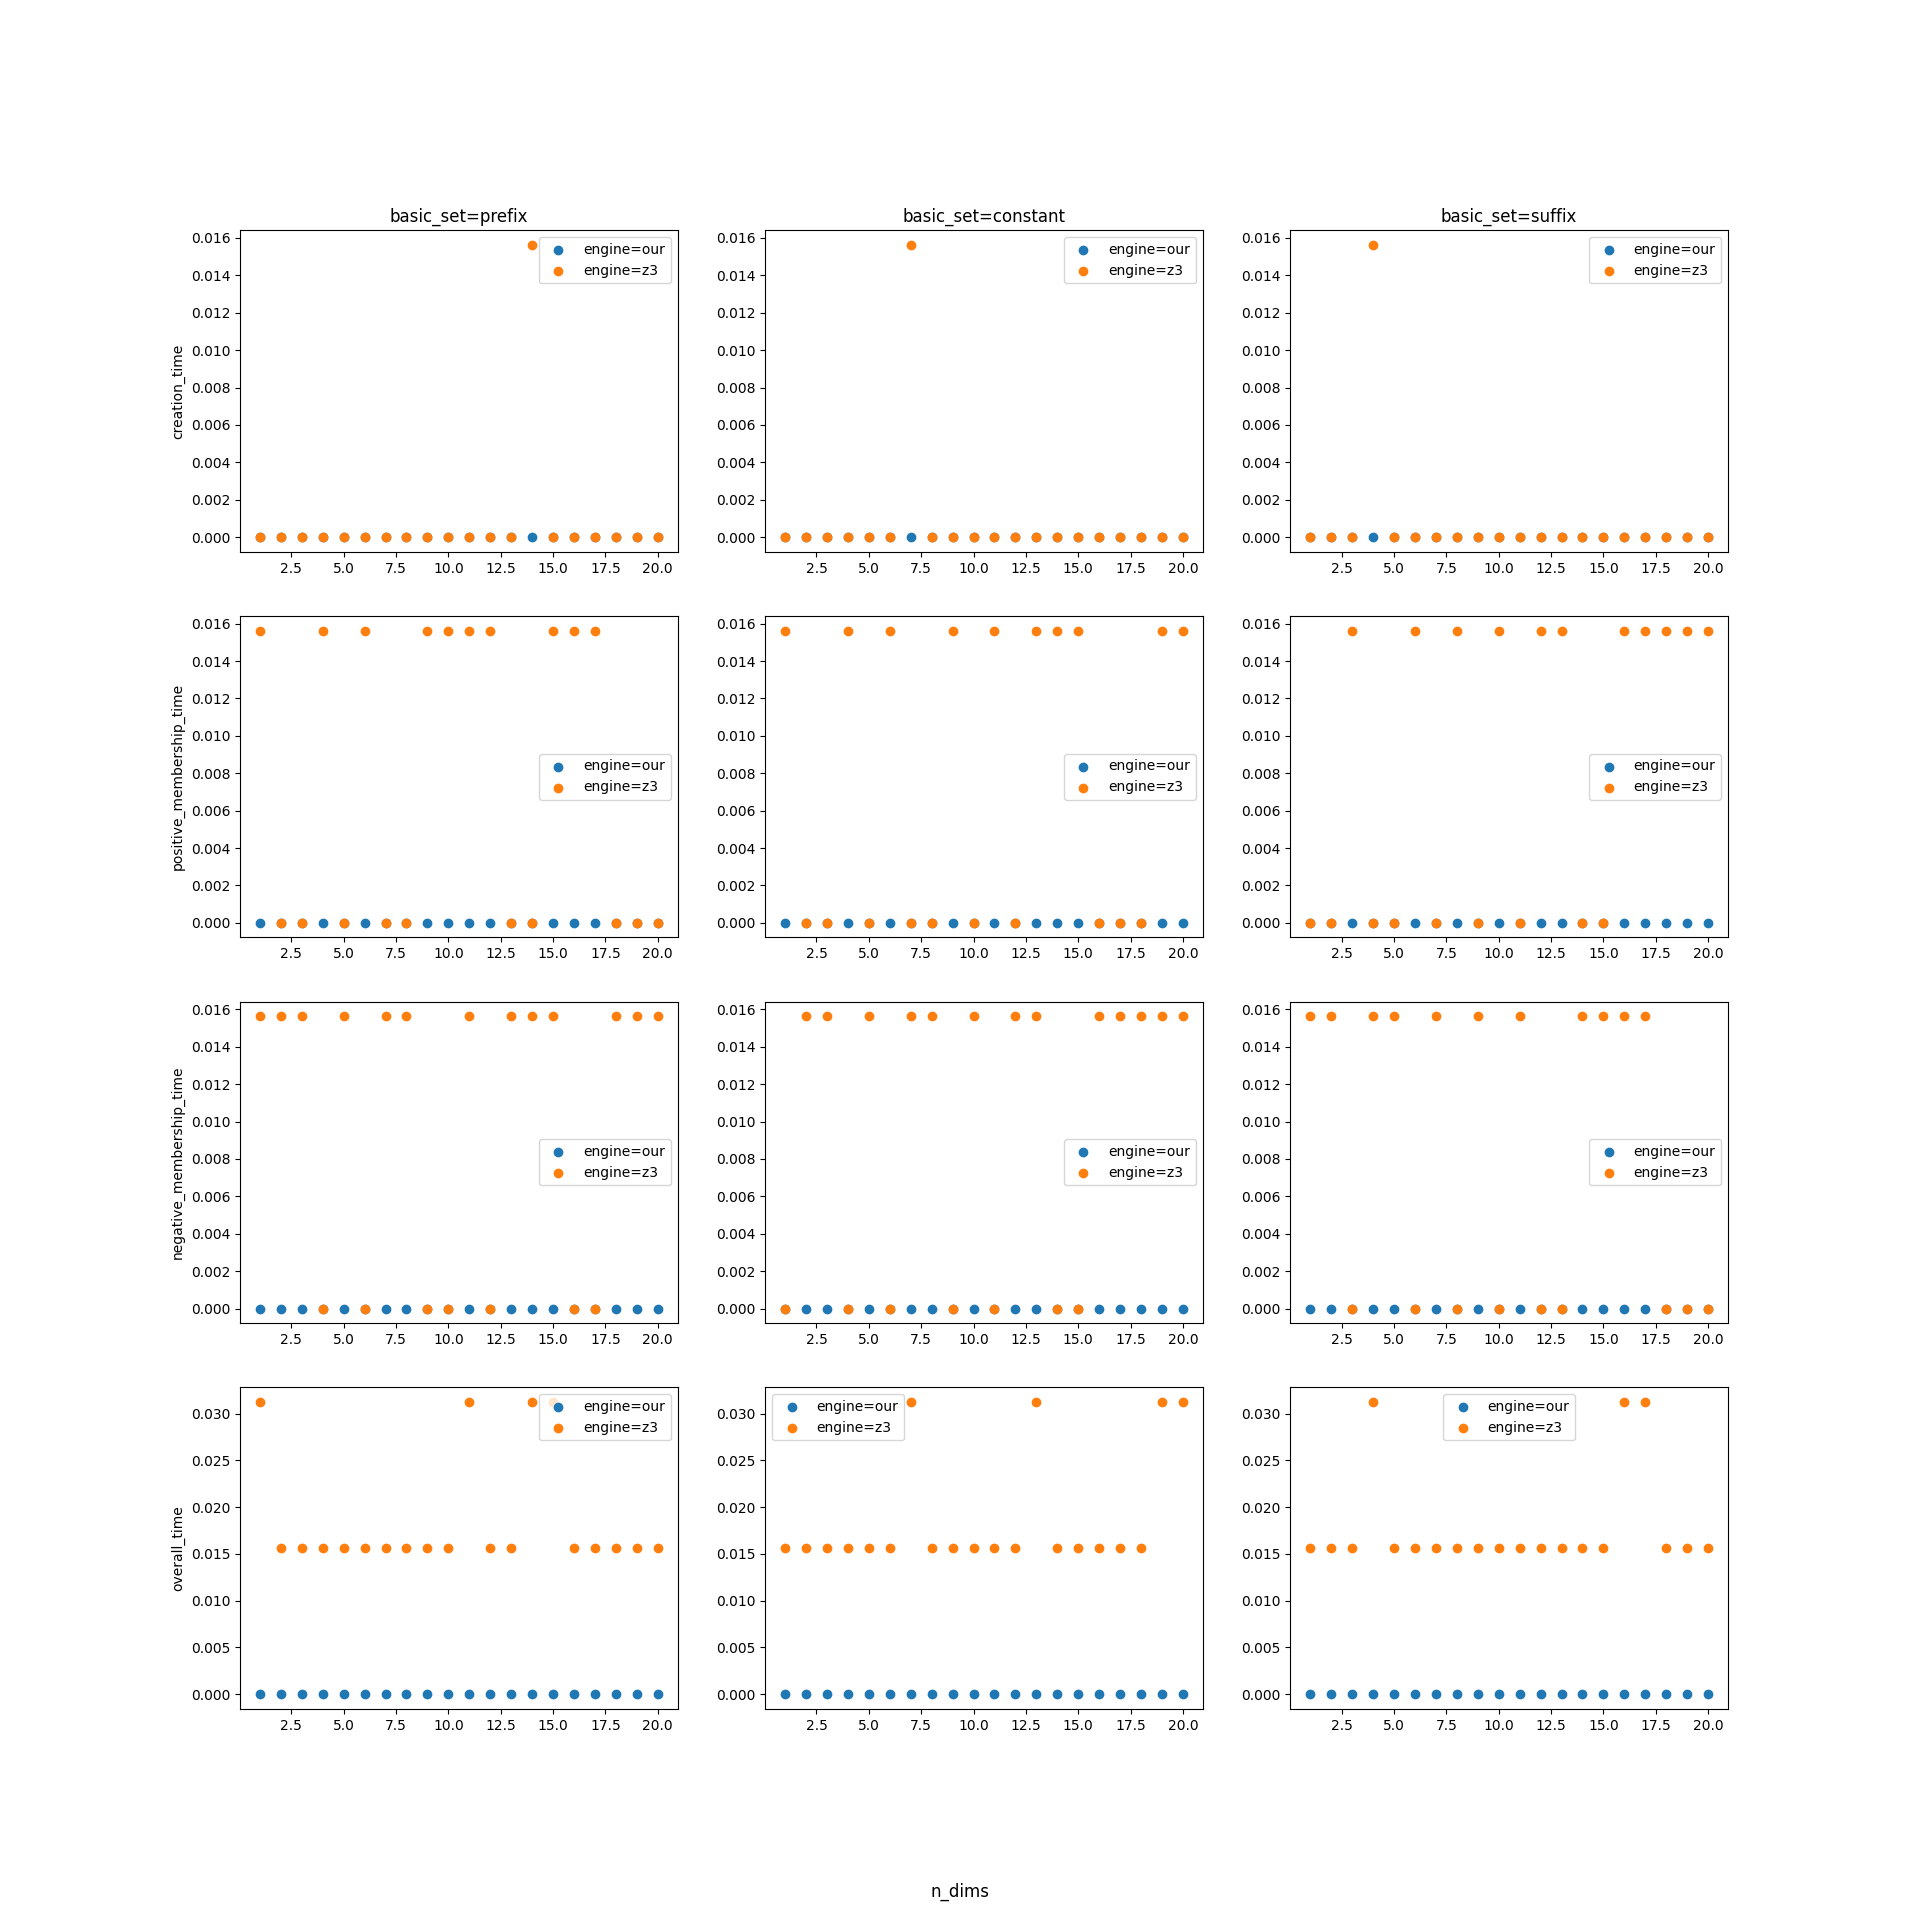 basic_set=prefix
basic_set=constant
basic_set=suffix
creation_time
0.016
0.014
0.012
0.010
0.008
0.006
0.004
0.002
0.000
2.5 5.0 7.5 10.0 12.5 15.0 17.5 20.0
engine=our
engine=z3
0.016
0.014
0.012
0.010
0.008
0.006
0.004
0.002
0.000
2.5 5.0 7.5 10.0 12.5 15.0 17.5 20.0
engine=our
engine=z3
0.016
0.014
0.012
0.010
0.008
0.006
0.004
0.002
0.000
2.5 5.0 7.5 10.0 12.5 15.0 17.5 20.0
engine=our
engine=z3
positive_membership_time
0.016
0.014
0.012
0.010
0.008
0.006
0.004
0.002
0.000
2.5 5.0 7.5 10.0 12.5 15.0 17.5 20.0
engine=our
engine=z3
0.016
0.014
0.012
0.010
0.008
0.006
0.004
0.002
0.000
2.5 5.0 7.5 10.0 12.5 15.0 17.5 20.0
engine=our
engine=z3
0.016
0.014
0.012
0.010
0.008
0.006
0.004
0.002
0.000
2.5 5.0 7.5 10.0 12.5 15.0 17.5 20.0
engine=our
engine=z3
negative_membership_time
0.016
0.014
0.012
0.010
0.008
0.006
0.004
0.002
0.000
2.5 5.0 7.5 10.0 12.5 15.0 17.5 20.0
engine=our
engine=z3
0.016
0.014
0.012
0.010
0.008
0.006
0.004
0.002
0.000
2.5 5.0 7.5 10.0 12.5 15.0 17.5 20.0
engine=our
engine=z3
0.016
0.014
0.012
0.010
0.008
0.006
0.004
0.002
0.000
2.5 5.0 7.5 10.0 12.5 15.0 17.5 20.0
engine=our
engine=z3
overall_time
0.030
0.025
0.020
0.015
0.010
0.005
0.000
2.5 5.0 7.5 10.0 12.5 15.0 17.5 20.0
engine=our
engine=z3
0.030
0.025
0.020
0.015
0.010
0.005
0.000
2.5 5.0 7.5 10.0 12.5 15.0 17.5 20.0
engine=our
engine=z3
0.030
0.025
0.020
0.015
0.010
0.005
0.000
2.5 5.0 7.5 10.0 12.5 15.0 17.5 20.0
engine=our
engine=z3
n_dims